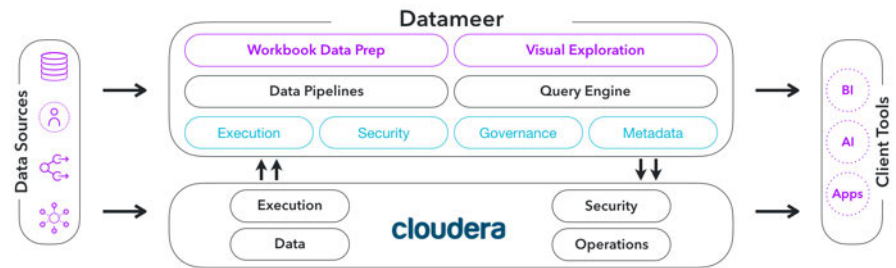 Datameer
Data Sources
Workbook Data Prep
Visual Exploration
Data Pipelines
Query Engine
Execution
Security
Governance
Metadata
Execution
Data
cloudera
Security
Operations
BI
AI
Apps
Client Tools